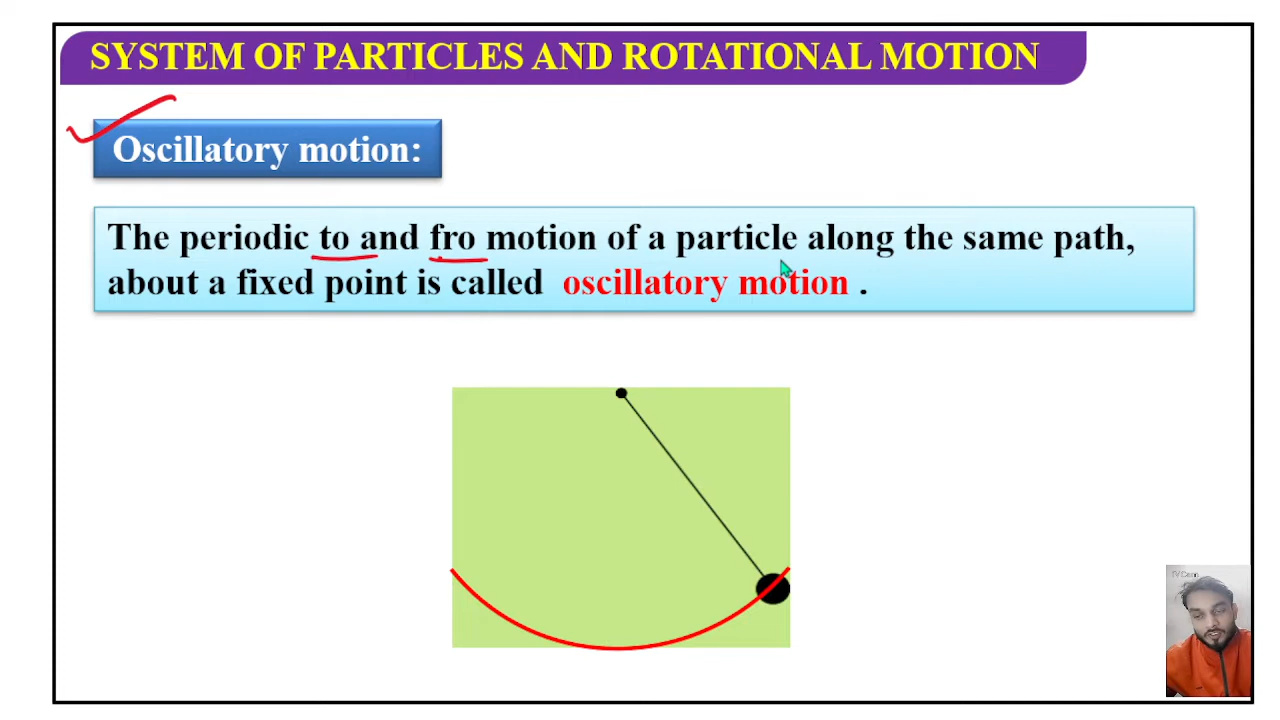 SYSTEM OF PARTICLES AND ROTATIONAL MOTION
Oscillatory motion:
The periodic to and fro motion of a particle along the same path,
about a fixed point is called oscillatory motion .